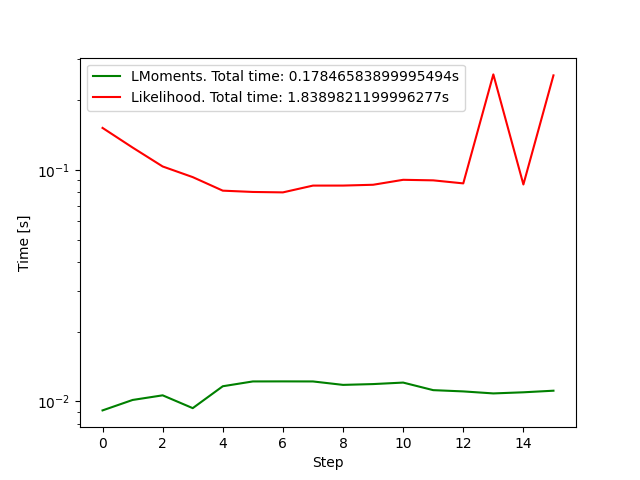 LMoments. Total time: 0.17846583899995494s
Likelihood. Total time: 1.8389821199996277s
10⁻¹
10⁻²
Time [s]
0 2 4 6 8 10 12 14
Step